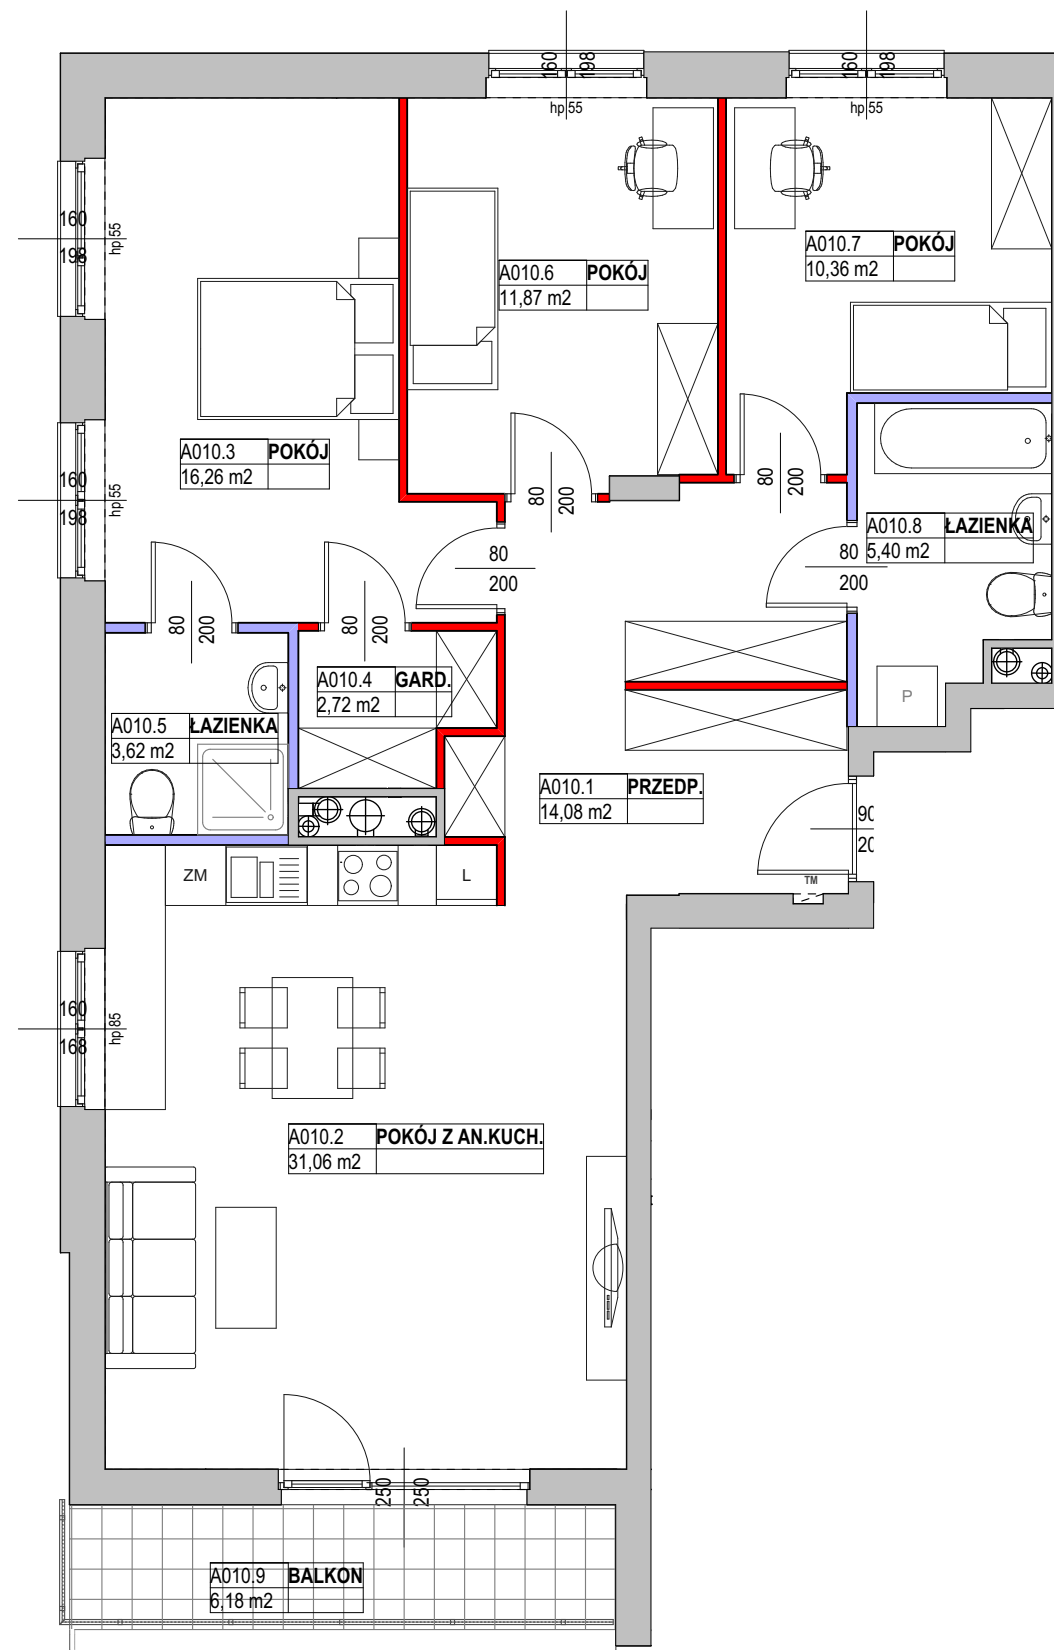 160
198
hp 55
160
198
hp 55
160
198
hp 55
A010.7 POKÓJ
10,36 m2
A010.6 POKÓJ
11,87 m2
A010.3 POKÓJ
16,26 m2
160
198
hp 55
80
200
80
200
A010.8 ŁAZIENKA
5,40 m2
80
200
80
200
80
200
80
200
A010.4 GARD.
2,72 m2
P
A010.5 ŁAZIENKA
3,62 m2
A010.1 PRZEDP.
14,08 m2
90
20
ZM
L
TM
160
168
hp 85
A010.2 POKÓJ Z AN.KUCH.
31,06 m2
250
250
A010.9 BALKON
6,18 m2